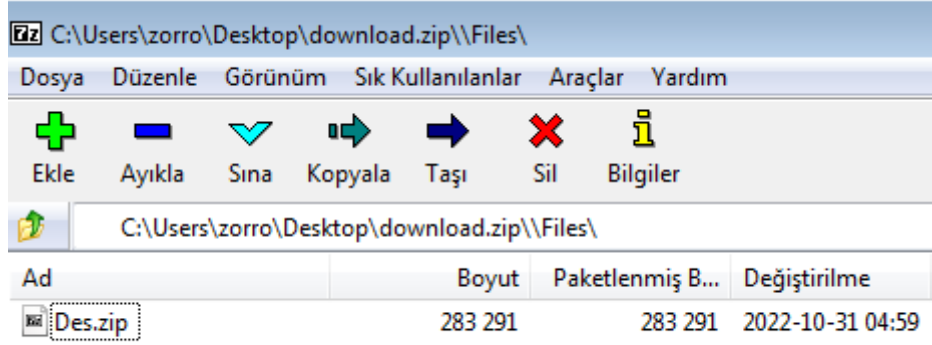 7z C:\Users\zorro\Desktop\download.zip\\Files\
Dosya Düzenle Görünüm Sık Kullanılanlar Araçlar Yardım
Ekle Ayıkla Sına Kopyala Taşı Sil Bilgiler
C:\Users\zorro\Desktop\download.zip\\Files\
Ad Boyut Paketlenmiş B... Değiştirilme
Des.zip 283 291 283 291 2022-10-31 04:59